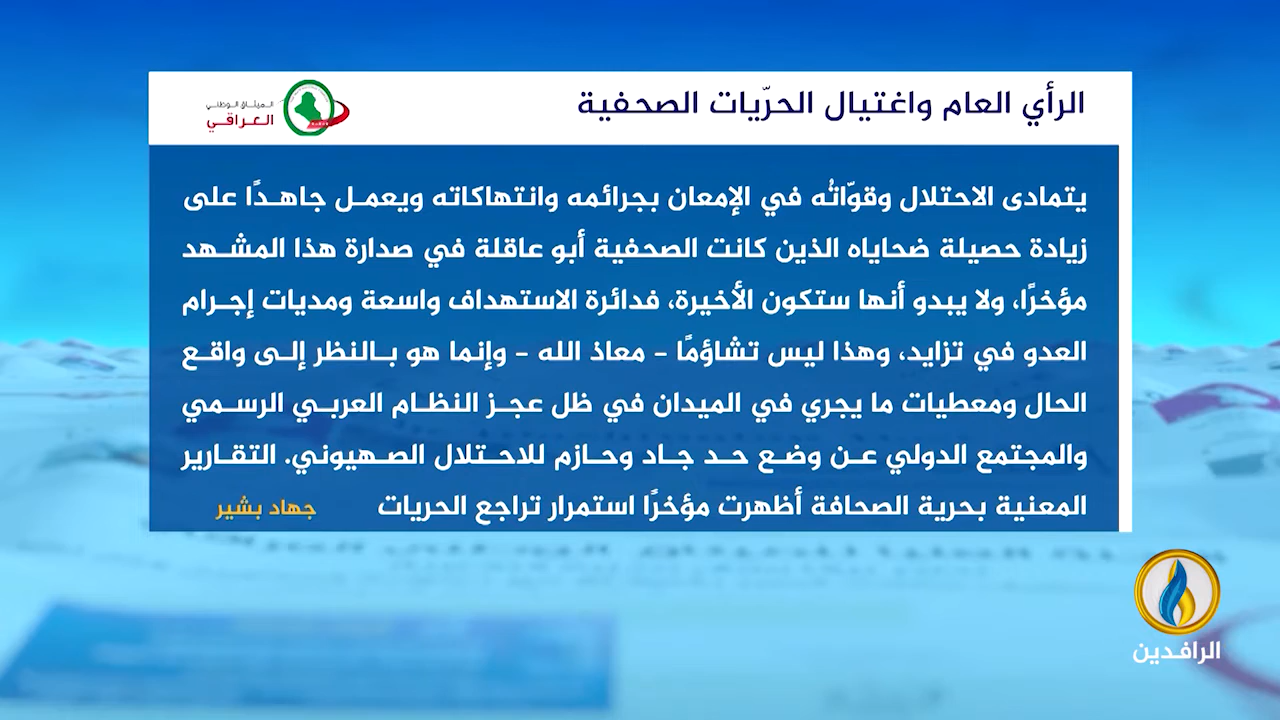 الرأي العام واغتيال الحرّيات الصحفية
الميثاق الوطني
العراقي
يتمادى الاحتلال وقوّاتُه في الإمعان بجرائمه وانتهاكاته ويعمل جاهدًا على
زيادة حصيلة ضحاياه الذين كانت الصحفية أبو عاقلة في صدارة هذا المشهد
مؤخرًا، ولا يبدو أنها ستكون الأخيرة، فدائرة الاستهداف واسعة ومديات إجرام
العدو في تزايد، وهذا ليس تشاؤمًا - معاذ الله - وإنما هو بالنظر إلى واقع
الحال ومعطيات ما يجري في الميدان في ظل عجز النظام العربي الرسمي
والمجتمع الدولي عن وضع حد جاد وحازم للاحتلال الصهيوني. التقارير
المعنية بحرية الصحافة أظهرت مؤخرًا استمرار تراجع الحريات
جهاد بشير
الرافدين